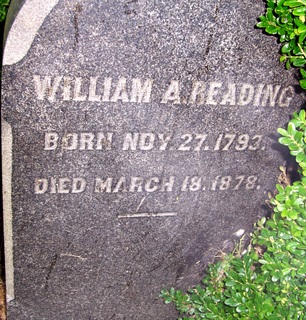 WILLIAM A. READING
BORN NOV. 27. 1793.
DIED MARCH 18. 1878.